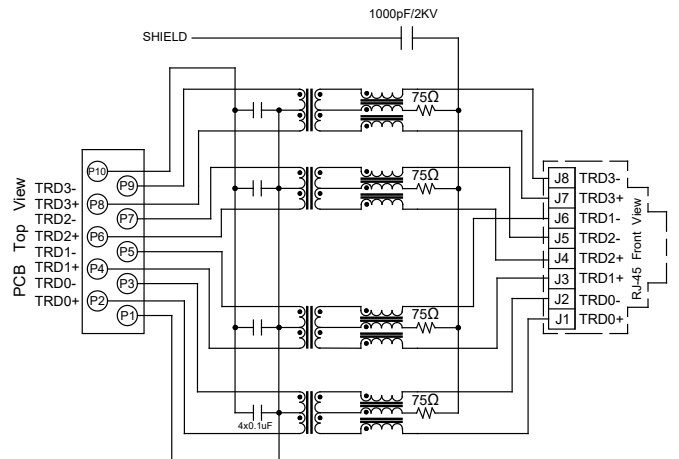 1000pF/2KV
SHIELD
75Ω
75Ω
75Ω
75Ω
4x0.1uF
PCB Top View
P10
TRD3- P9
TRD3+ P8
TRD2- P7
TRD2+ P6
TRD1- P5
TRD1+ P4
TRD0- P3
TRD0+ P2
P1
J8 TRD3-
J7 TRD3+
J6 TRD1-
J5 TRD2-
J4 TRD2+
J3 TRD1+
J2 TRD0-
J1 TRD0+
RJ-45 Front View